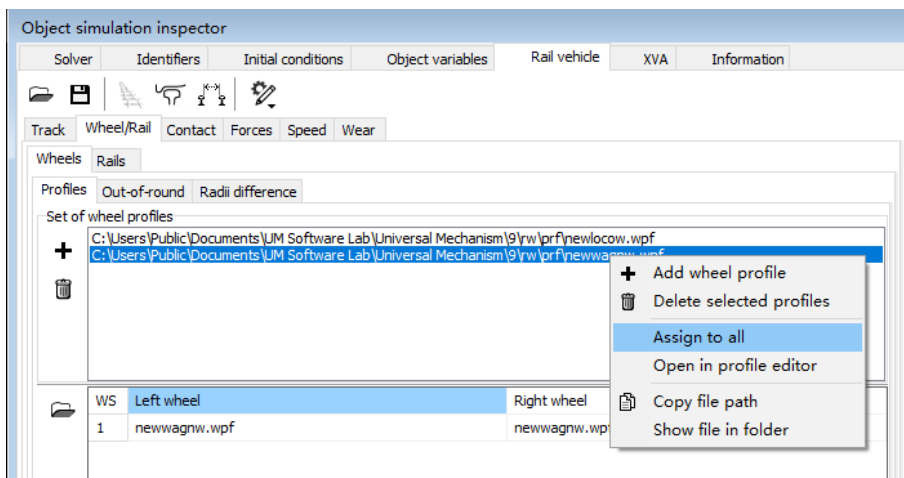 Object simulation inspector
Solver Identifiers Initial conditions Object variables Rail vehicle XVA Information
Track Wheel/Rail Contact Forces Speed Wear
Wheels Rails
Profiles Out-of-round Radii difference
Set of wheel profiles
C:\Users\Public\Documents\UM Software Lab\Universal Mechanism\9\rw\prf\newlocow.wpf
C:\Users\Public\Documents\UM Software Lab\Universal Mechanism\9\rw\prf\newwagnw.wpf
Add wheel profile
Delete selected profiles
Assign to all
Open in profile editor
Copy file path
Show file in folder
WS Left wheel Right wheel
1 newwagnw.wpf newwagnw.wp